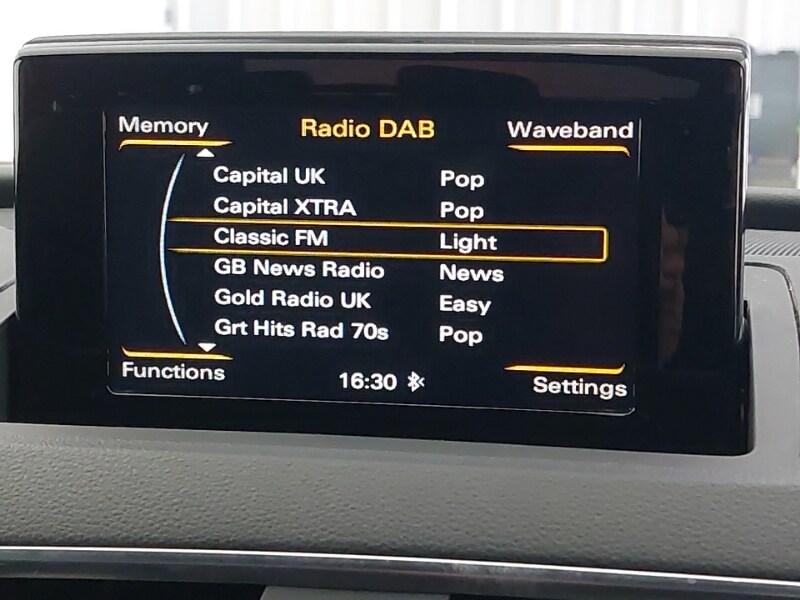 Memory Radio DAB Waveband
Capital UK Pop
Capital XTRA Pop
Classic FM Light
GB News Radio News
Gold Radio UK Easy
Grt Hits Rad 70s Pop
Functions 16:30 Settings